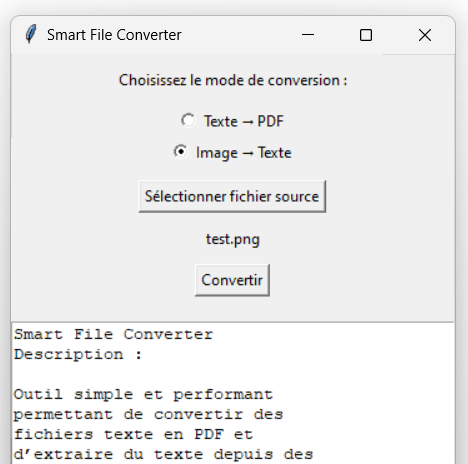 Smart File Converter
Choisissez le mode de conversion :
Texte → PDF
Image → Texte
Sélectionner fichier source
test.png
Convertir
Smart File Converter
Description :
Outil simple et performant
permettant de convertir des
fichiers texte en PDF et
d’extraire du texte depuis des